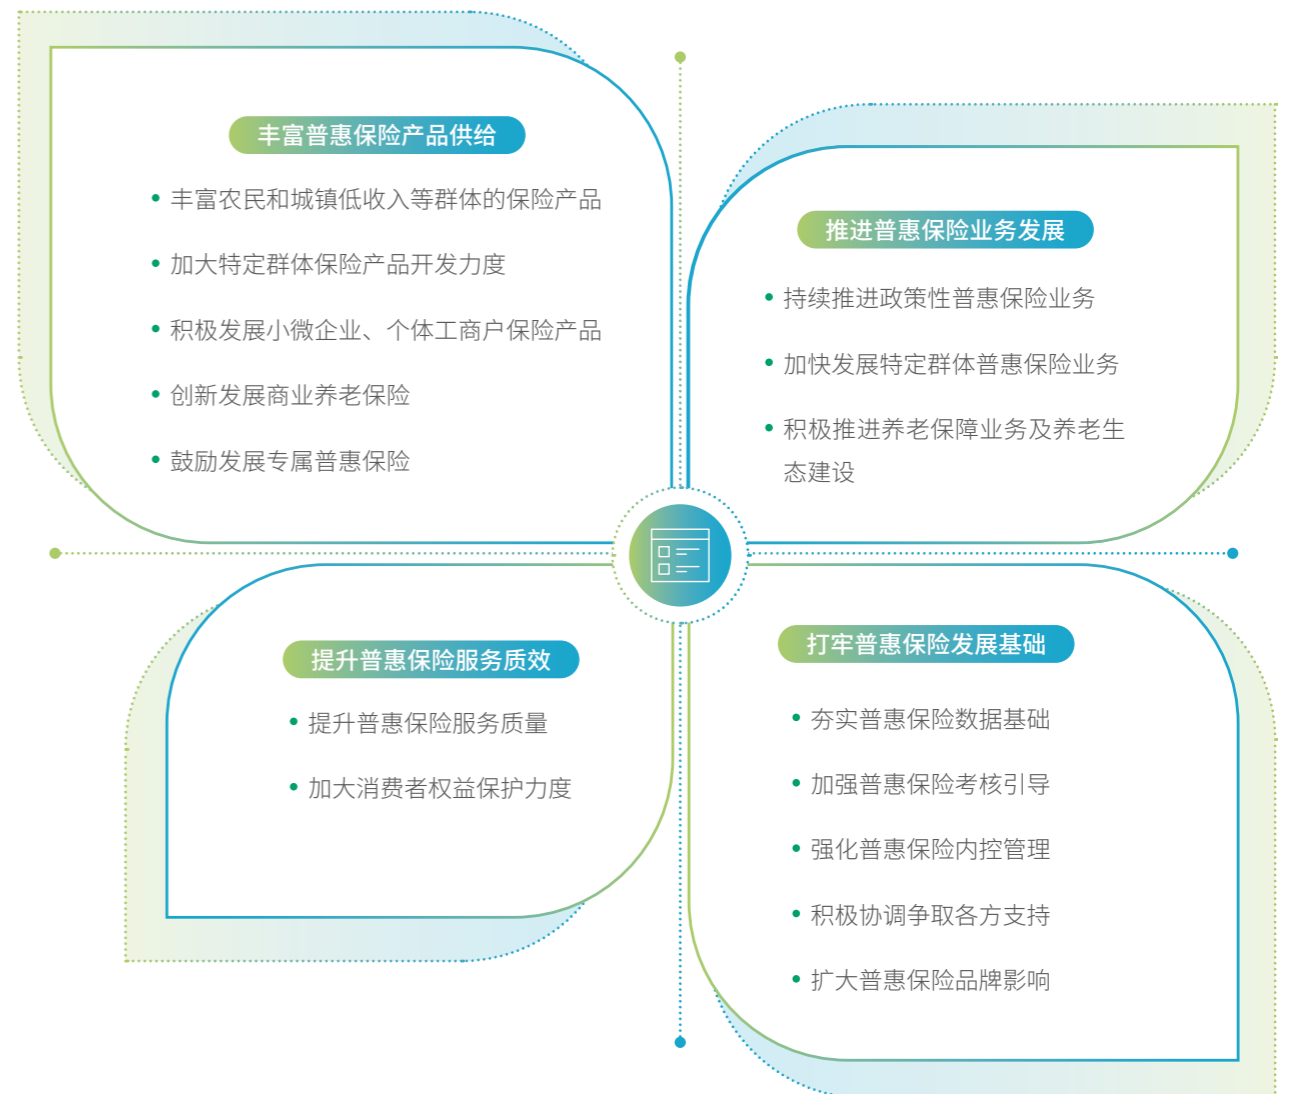 丰富普惠保险产品供给
丰富农民和城镇低收入等群体的保险产品
加大特定群体保险产品开发力度
积极发展小微企业、个体工商户保险产品
创新发展商业养老保险
鼓励发展专属普惠保险
推进普惠保险业务发展
持续推进政策性普惠保险业务
加快发展特定群体普惠保险业务
积极推进养老保障业务及养老生
态建设
提升普惠保险服务质效
提升普惠保险服务质量
加大消费者权益保护力度
打牢普惠保险发展基础
夯实普惠保险数据基础
加强普惠保险考核引导
强化普惠保险内控管理
积极协调争取各方支持
扩大普惠保险品牌影响